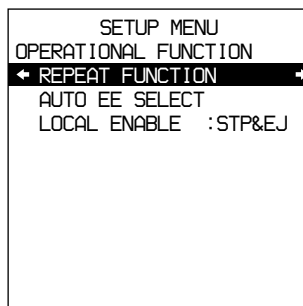 SETUP MENU
OPERATIONAL FUNCTION
REPEAT FUNCTION
AUTO EE SELECT
LOCAL ENABLE :STP&EJ